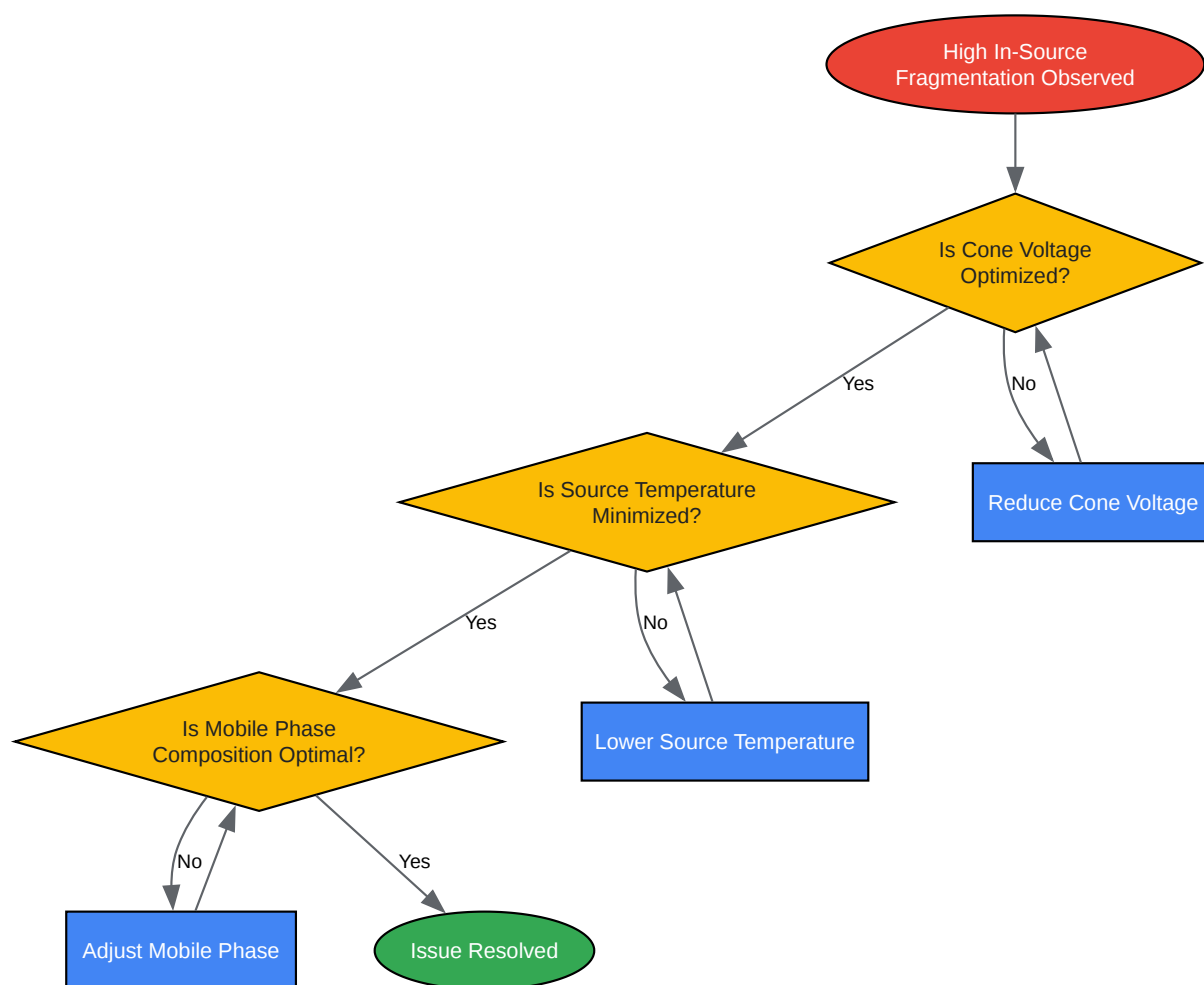 High In-Source
Fragmentation Observed
Is Cone Voltage
Optimized?
Yes
No
Reduce Cone Voltage
Is Source Temperature
Minimized?
Yes
No
Lower Source Temperature
Is Mobile Phase
Composition Optimal?
No
Yes
Adjust Mobile Phase
Issue Resolved